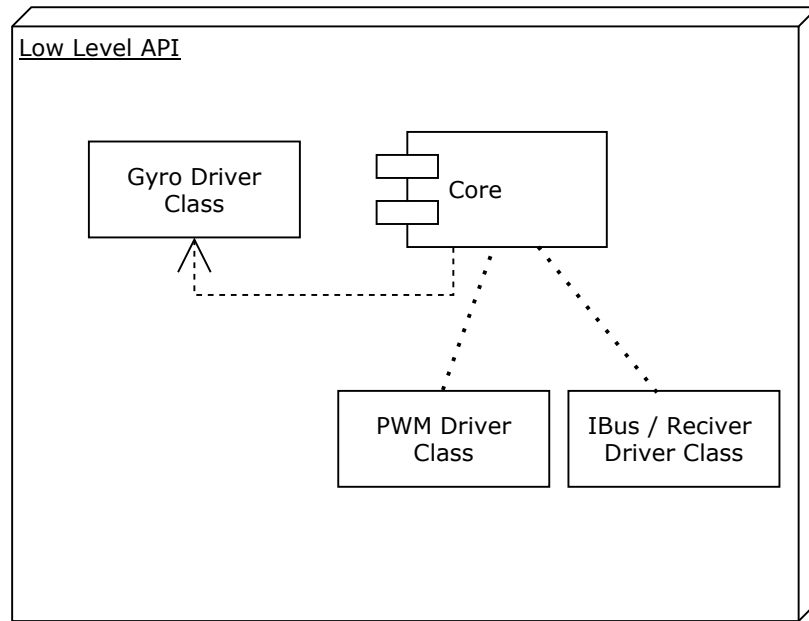 Low Level API
Gyro Driver
Class
Core
PWM Driver
Class
IBus / Reciver
Driver Class